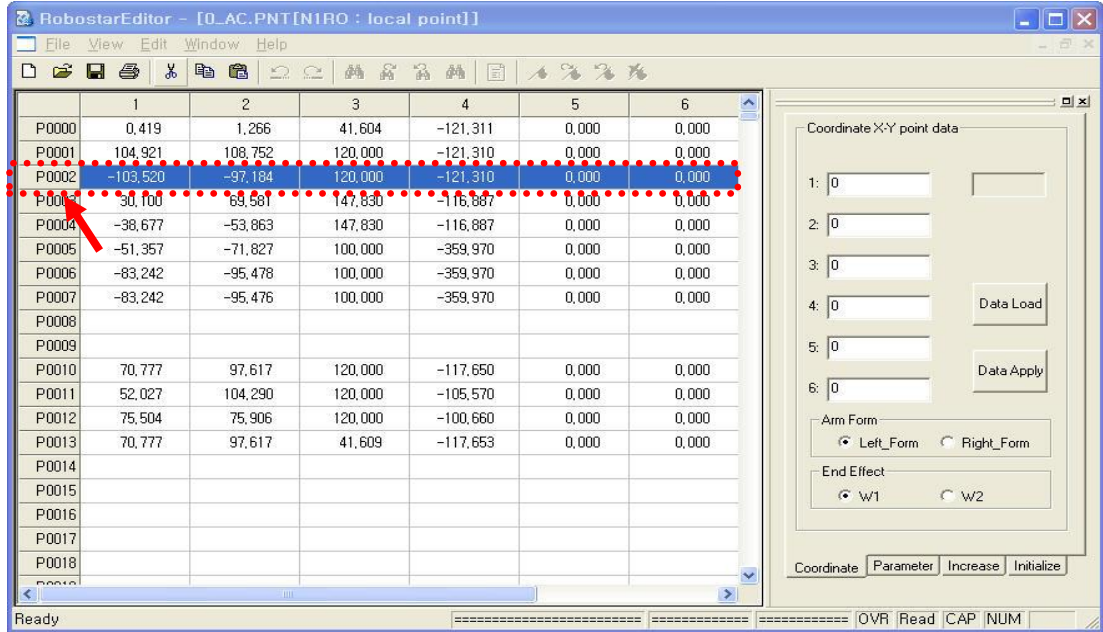 RobostarEditor - [0_AC.PNT[N1RO : local point]]
File View Edit Window Help
1 2 3 4 5 6
P0000 0,419 1,266 41,604 -121,311 0,000 0,000
P0001 104,921 108,752 120,000 -121,310 0,000 0,000
P0002 -103,520 -97,184 120,000 -121,310 0,000 0,000
P0003 30,100 69,581 147,830 -116,887 0,000 0,000
P0004 -38,677 -53,863 147,830 -116,887 0,000 0,000
P0005 -51,357 -71,827 100,000 -359,970 0,000 0,000
P0006 -83,242 -95,478 100,000 -359,970 0,000 0,000
P0007 -83,242 -95,476 100,000 -359,970 0,000 0,000
P0008
P0009
P0010 70,777 97,617 120,000 -117,650 0,000 0,000
P0011 52,027 104,290 120,000 -105,570 0,000 0,000
P0012 75,504 75,906 120,000 -100,660 0,000 0,000
P0013 70,777 97,617 41,609 -117,653 0,000 0,000
P0014
P0015
P0016
P0017
P0018
Coordinate X-Y point data
1: 0
2: 0
3: 0
4: 0
Data Load
5: 0
Data Apply
6: 0
Arm Form
Left_Form Right_Form
End Effect
W1 W2
Coordinate Parameter Increase Initialize
Ready ======================== ============= ============ OVR Read CAP NUM